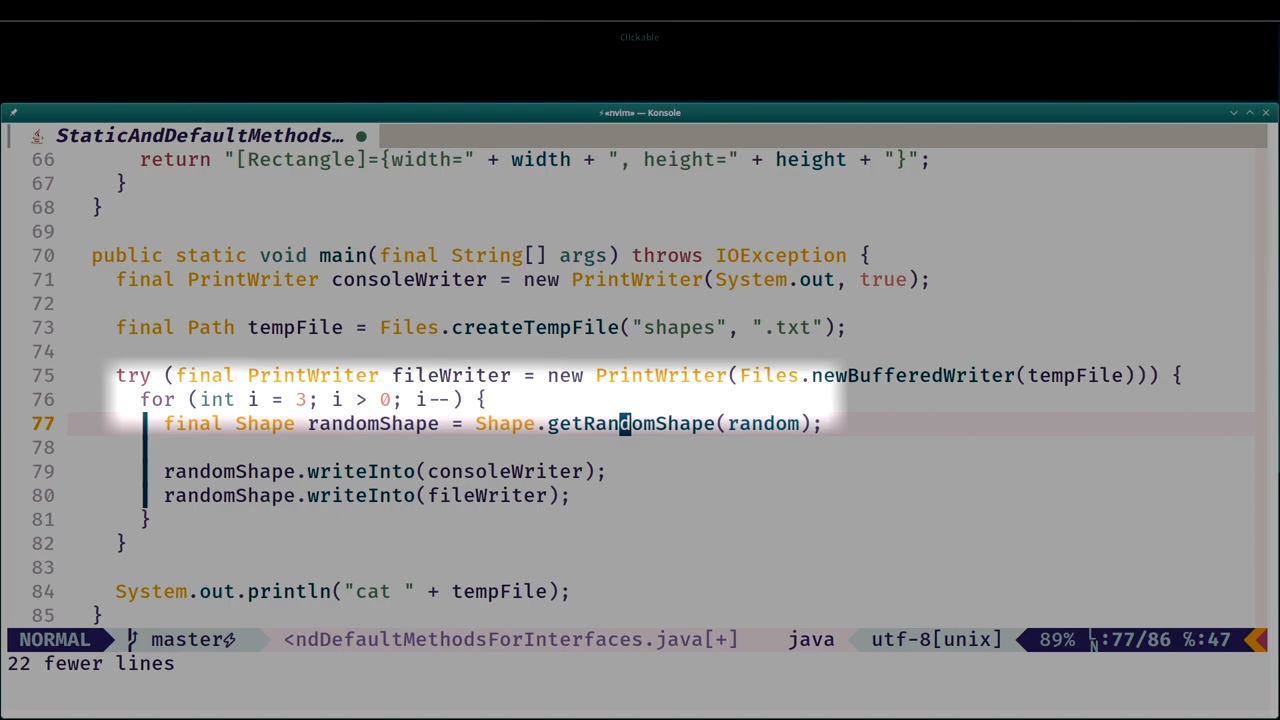 Clickable
«nvim» — Konsole
StaticAndDefaultMethods…
66 return "[Rectangle]={width=" + width + ", height=" + height + "}";
67 }
68 }
69
70 public static void main(final String[] args) throws IOException {
71 final PrintWriter consoleWriter = new PrintWriter(System.out, true);
72
73 final Path tempFile = Files.createTempFile("shapes", ".txt");
74
75 try (final PrintWriter fileWriter = new PrintWriter(Files.newBufferedWriter(tempFile))) {
76 for (int i = 3; i > 0; i--) {
77 final Shape randomShape = Shape.getRandomShape(random);
78
79 randomShape.writeInto(consoleWriter);
80 randomShape.writeInto(fileWriter);
81 }
82 }
83
84 System.out.println("cat " + tempFile);
85 }
NORMAL master⚡ <ndDefaultMethodsForInterfaces.java[+] java utf-8[unix] 89% LN:77/86 ℅:47
22 fewer lines